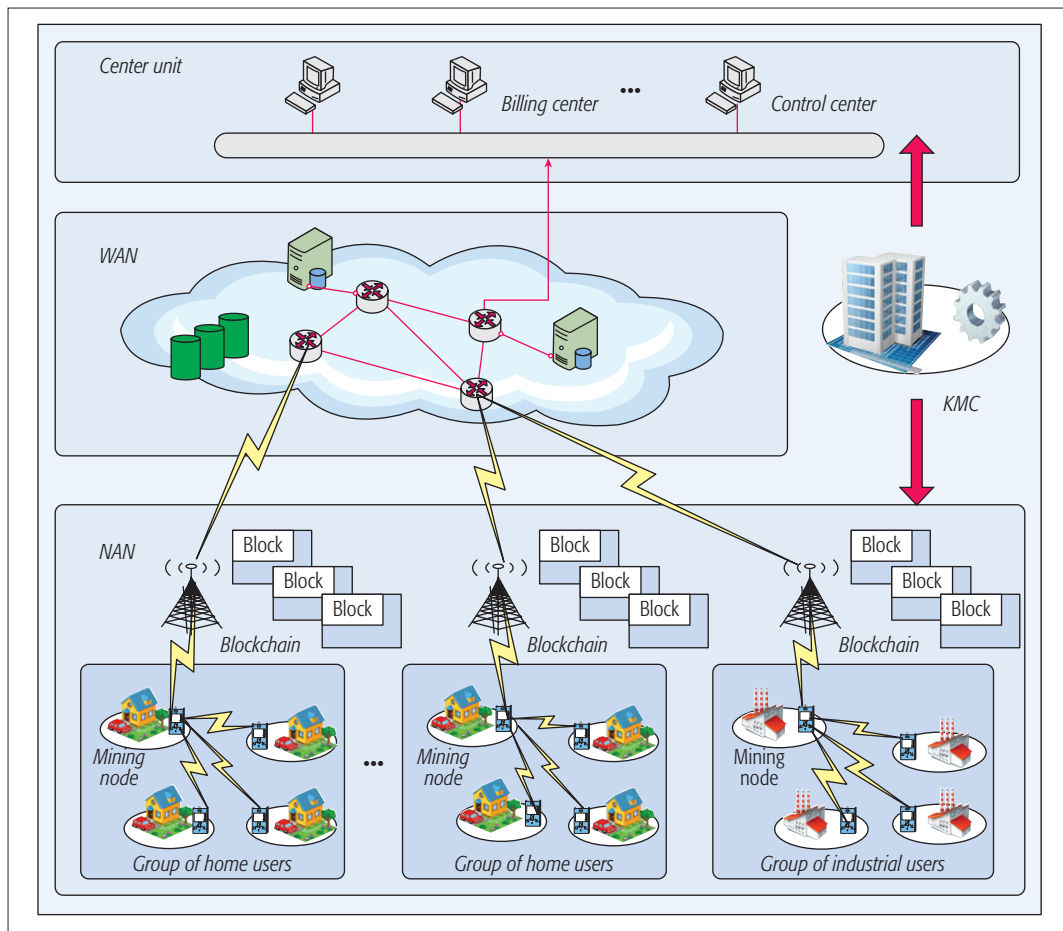 Center unit
Billing center
•••
Control center
WAN
KMC
NAN
Block
Block
Block
Blockchain
Block
Block
Block
Blockchain
Block
Block
Block
Blockchain
Mining
node
•••
Mining
node
Mining
node
Group of home users
Group of home users
Group of industrial users